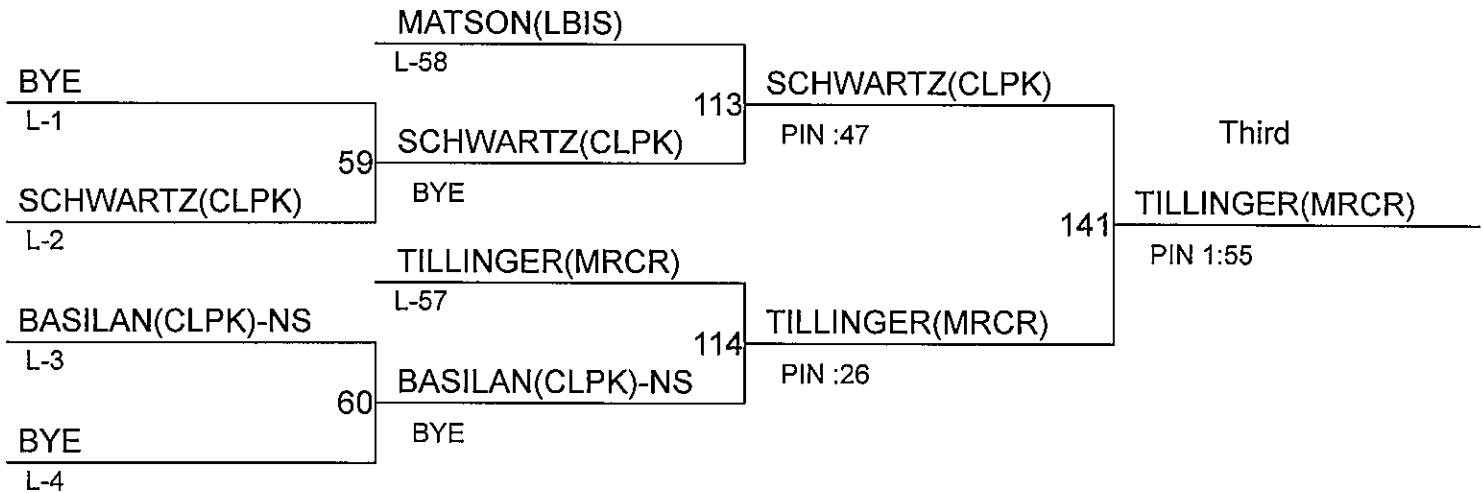 MATSON(LBIS)
L-58
BYE
L-1
113
SCHWARTZ(CLPK)
PIN :47
Third
59
SCHWARTZ(CLPK)
BYE
SCHWARTZ(CLPK)
L-2
141
TILLINGER(MRCR)
PIN 1:55
TILLINGER(MRCR)
L-57
BASILAN(CLPK)-NS
L-3
114
TILLINGER(MRCR)
PIN :26
60
BASILAN(CLPK)-NS
BYE
BYE
L-4